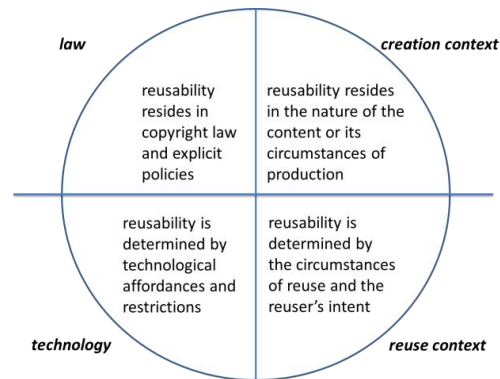 law
creation context
reusability
resides in
copyright law
and explicit
policies
reusability resides
in the nature of the
content or its
circumstances of
production
reusability is
determined by
technological
affordances and
restrictions
reusability is
determined by
the circumstances
of reuse and the
reuser's intent
technology
reuse context